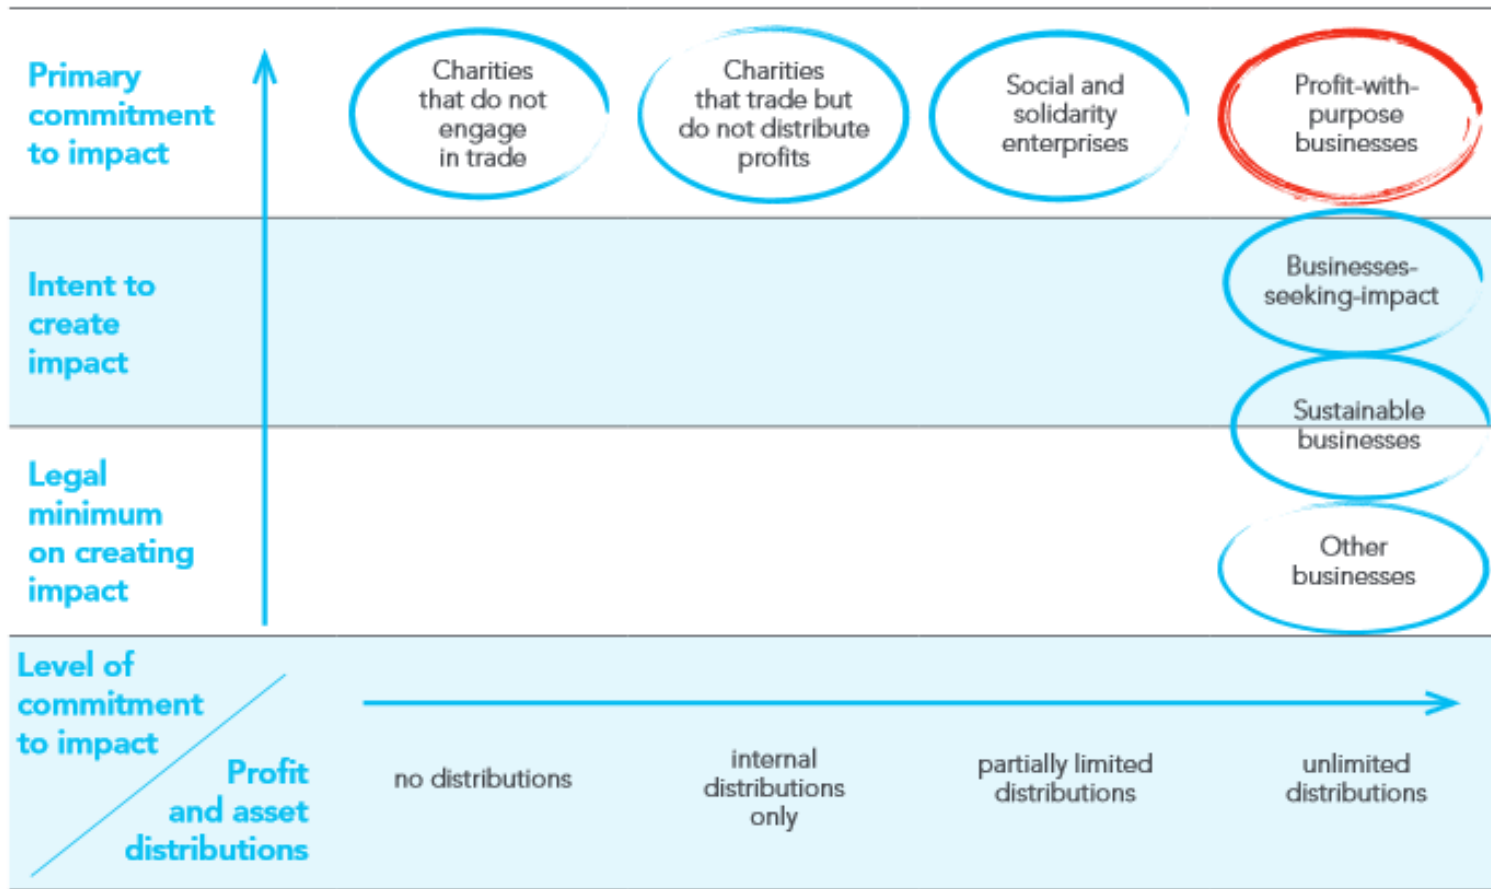 Primary
commitment
to impact
Charities
that do not
engage
in trade
Charities
that trade but
do not distribute
profits
Social and
solidarity
enterprises
Profit-with-
purpose
businesses
Intent to
create
impact
Businesses-
seeking-impact
Sustainable
businesses
Legal
minimum
on creating
impact
Other
businesses
Level of
commitment
to impact
Profit
and asset
distributions
no distributions
internal
distributions
only
partially limited
distributions
unlimited
distributions